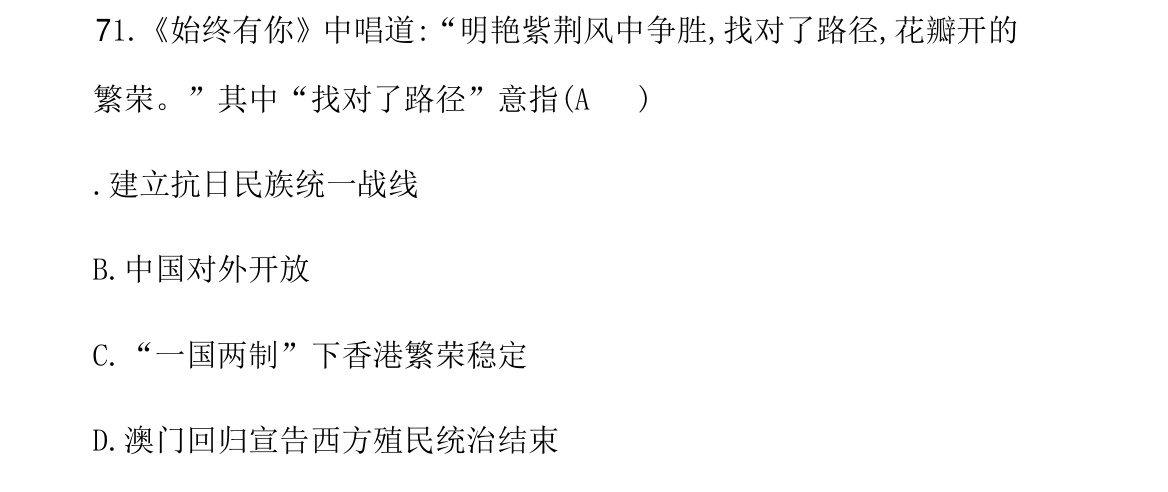 71.《始终有你》中唱道:“明艳紫荆风中争胜,找对了路径,花瓣开的
繁荣。”其中“找对了路径”意指(A   )
.建立抗日民族统一战线
B.中国对外开放
C.“一国两制”下香港繁荣稳定
D.澳门回归宣告西方殖民统治结束